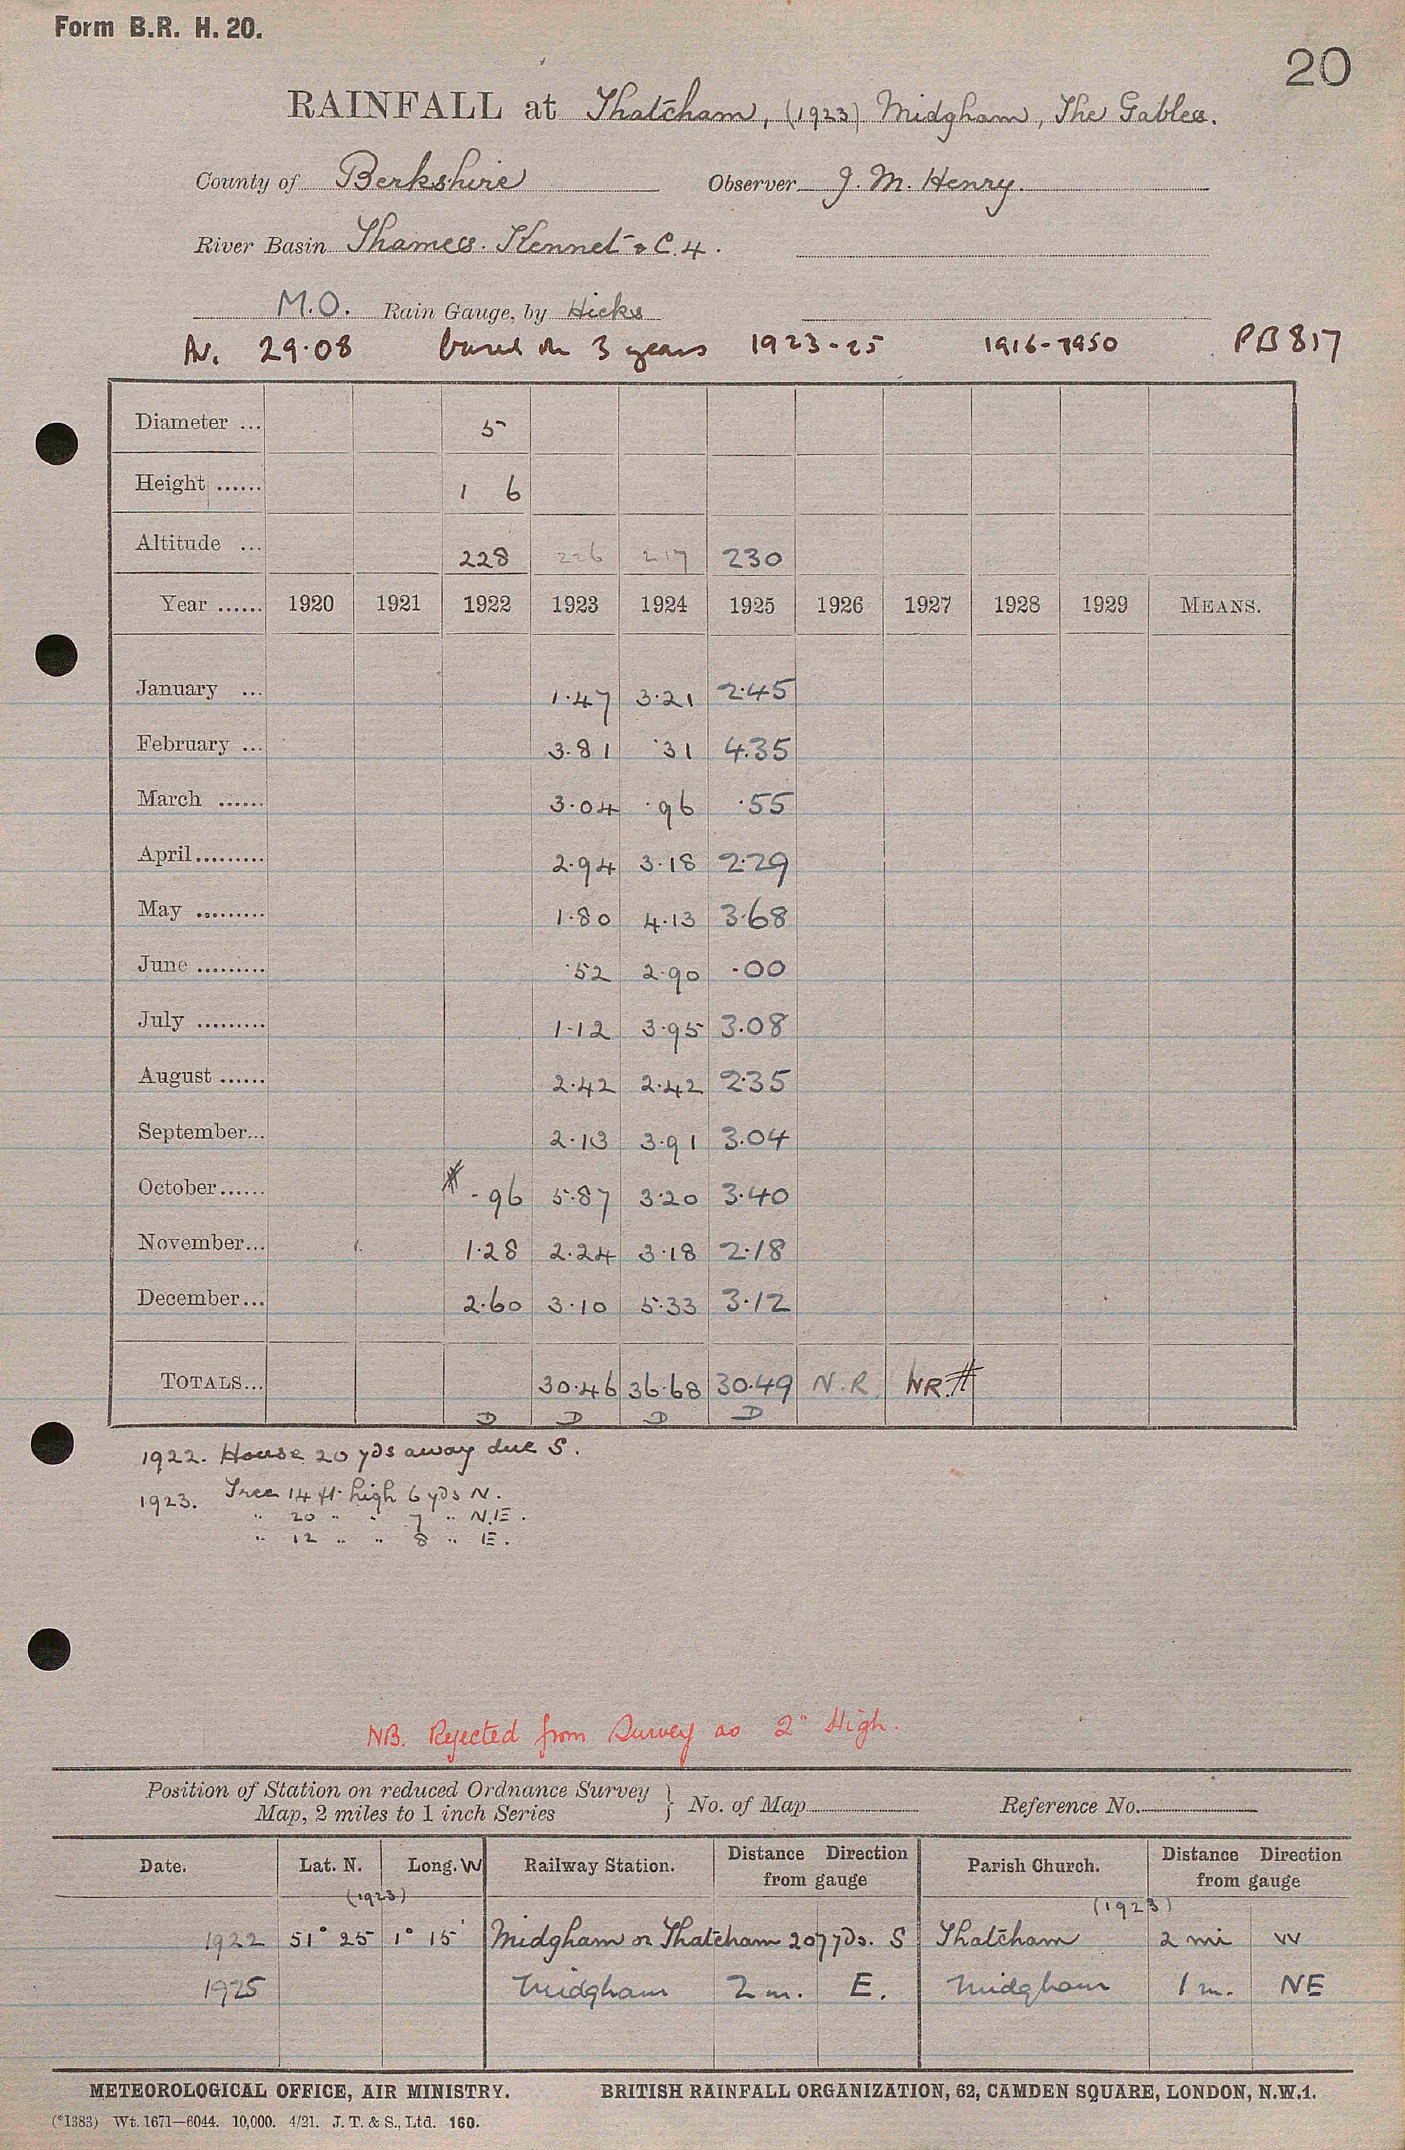 Form B.R. H. 20.
20
RAINFALL at Thatcham, (1923) Midgham, The Gables.
County of Berkshire Observer J. M. Henry.
River Basin Thames. Kennet & C. 4.
M.O. Rain Gauge, by Hicks
Av. 29.08 based on 3 years 1923-25 1916-1950 PB 817
Diameter ... 5
Height ...... 1 6
Altitude ... 228 226 217 230
Year ...... 1920 1921 1922 1923 1924 1925 1926 1927 1928 1929 MEANS.
January ... 1.47 3.21 2.45
February ... 3.81 .31 4.35
March ...... 3.04 .96 .55
April......... 2.94 3.18 2.29
May ......... 1.80 4.13 3.68
June ......... .52 2.90 .00
July ......... 1.12 3.95 3.08
August ...... 2.42 2.42 2.35
September... 2.13 3.91 3.04
October...... # .96 5.87 3.20 3.40
November... 1.28 2.24 3.18 2.18
December... 2.60 3.10 5.33 3.12
TOTALS... 30.46 36.68 30.49 N.R. NR. #
D D D D
1922. House 20 yds away due S.
1923. Tree 14 ft. high 6 yds N.
" 20 " " 7 " N.E.
" 12 " " 8 " E.
NB. Rejected from Survey as 2" High.
Position of Station on reduced Ordnance Survey
Map, 2 miles to 1 inch Series } No. of Map Reference No.
Date. Lat. N. Long. W Railway Station. Distance Direction from gauge Parish Church. Distance Direction from gauge
(1923) (1923)
1922 51° 25 1° 15' Midgham or Thatcham 207 yds. S Thatcham 2 mi W
1925 Midgham 2 m. E. Midgham 1 m. NE
METEOROLOGICAL OFFICE, AIR MINISTRY. BRITISH RAINFALL ORGANIZATION, 62, CAMDEN SQUARE, LONDON, N.W.1.
(*1383) Wt. 1671—6044. 10,000. 4/21. J. T. & S., Ltd. 160.